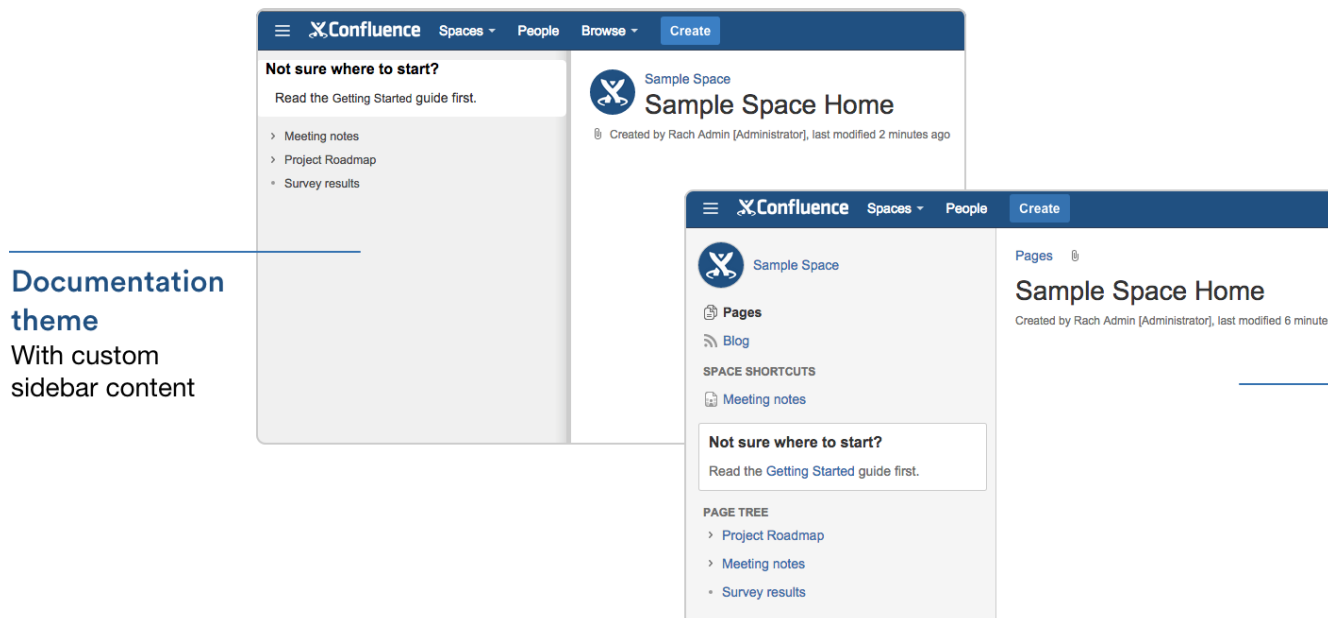 Confluence Spaces People Browse Create
Not sure where to start?
Read the Getting Started guide first.
Meeting notes
Project Roadmap
Survey results
Sample Space
Sample Space Home
Created by Rach Admin [Administrator], last modified 2 minutes ago
Documentation
theme
With custom
sidebar content
Confluence Spaces People Create
Sample Space
Pages
Blog
SPACE SHORTCUTS
Meeting notes
Not sure where to start?
Read the Getting Started guide first.
PAGE TREE
Project Roadmap
Meeting notes
Survey results
Pages
Sample Space Home
Created by Rach Admin [Administrator], last modified 6 minute